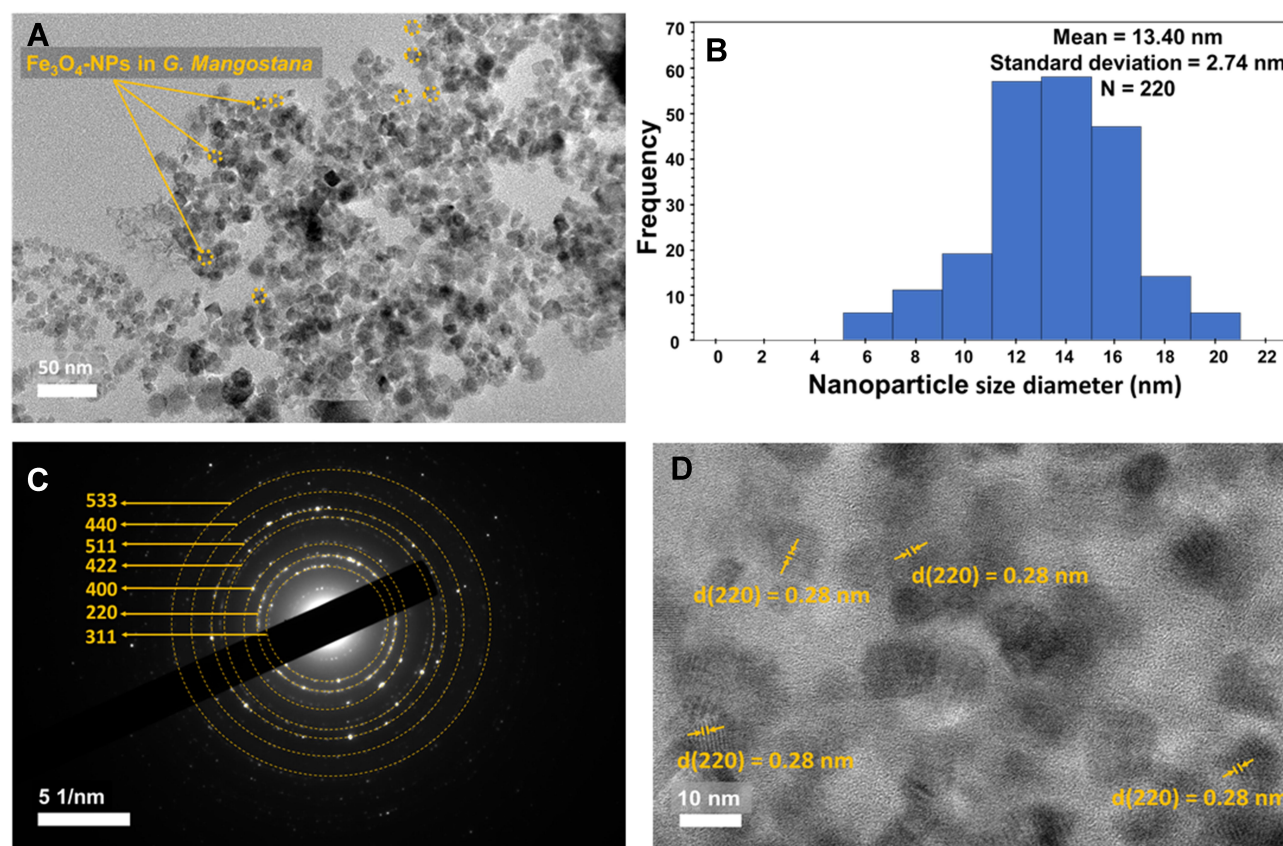 A
Fe₃O₄-NPs in G. Mangostana
50 nm
B
Mean = 13.40 nm
Standard deviation = 2.74 nm
N = 220
70
60
50
40
30
20
10
0
Frequency
0 2 4 6 8 10 12 14 16 18 20 22
Nanoparticle size diameter (nm)
C
533
440
511
422
400
220
311
5 1/nm
D
d(220) = 0.28 nm
d(220) = 0.28 nm
d(220) = 0.28 nm
d(220) = 0.28 nm
10 nm